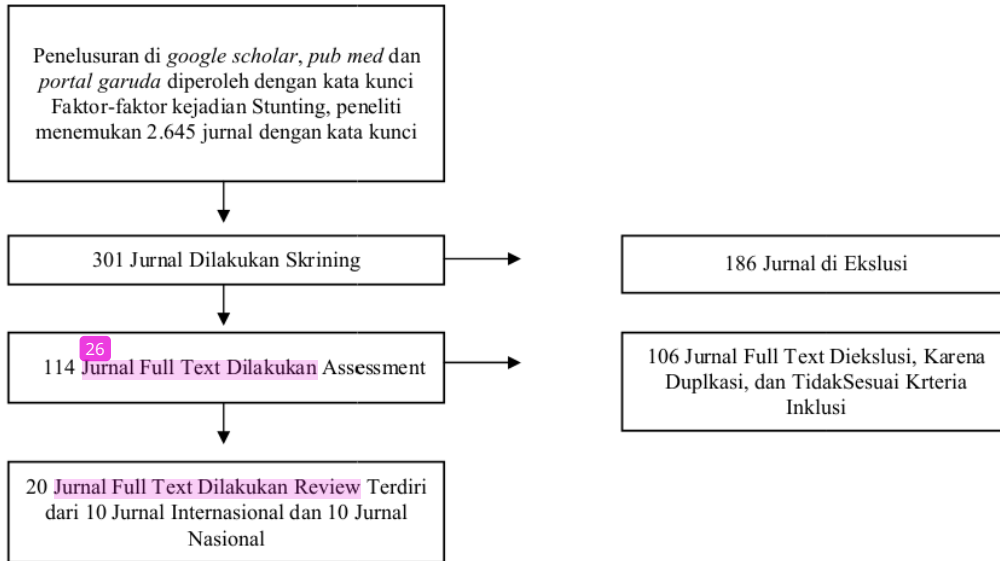 Penelusuran di google scholar, pub med dan
portal garuda diperoleh dengan kata kunci
Faktor-faktor kejadian Stunting, peneliti
menemukan 2.645 jurnal dengan kata kunci
301 Jurnal Dilakukan Skrining
186 Jurnal di Ekslusi
26
114 Jurnal Full Text Dilakukan Assessment
106 Jurnal Full Text Diekslusi, Karena
Duplkasi, dan TidakSesuai Krteria
Inklusi
20 Jurnal Full Text Dilakukan Review Terdiri
dari 10 Jurnal Internasional dan 10 Jurnal
Nasional